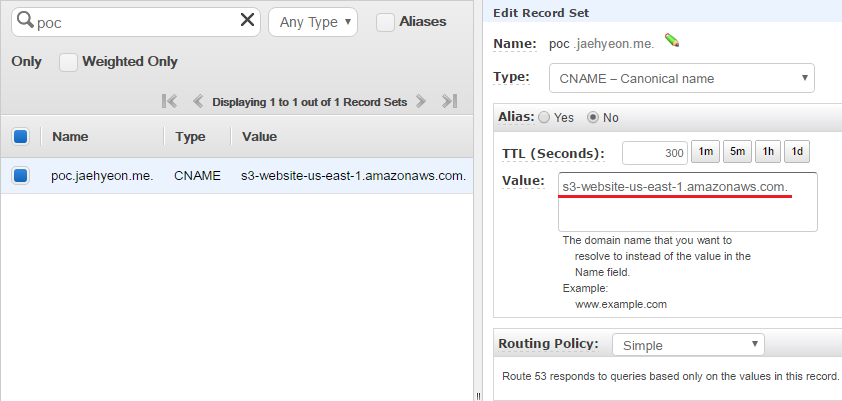 poc
Any Type
Aliases
Only
Weighted Only
Displaying 1 to 1 out of 1 Record Sets
Name Type Value
poc.jaehyeon.me. CNAME s3-website-us-east-1.amazonaws.com.
Edit Record Set
Name: poc .jaehyeon.me.
Type: CNAME – Canonical name
Alias: Yes No
TTL (Seconds): 300 1m 5m 1h 1d
Value: s3-website-us-east-1.amazonaws.com.
The domain name that you want to
resolve to instead of the value in the
Name field.
Example:
www.example.com
Routing Policy: Simple
Route 53 responds to queries based only on the values in this record.